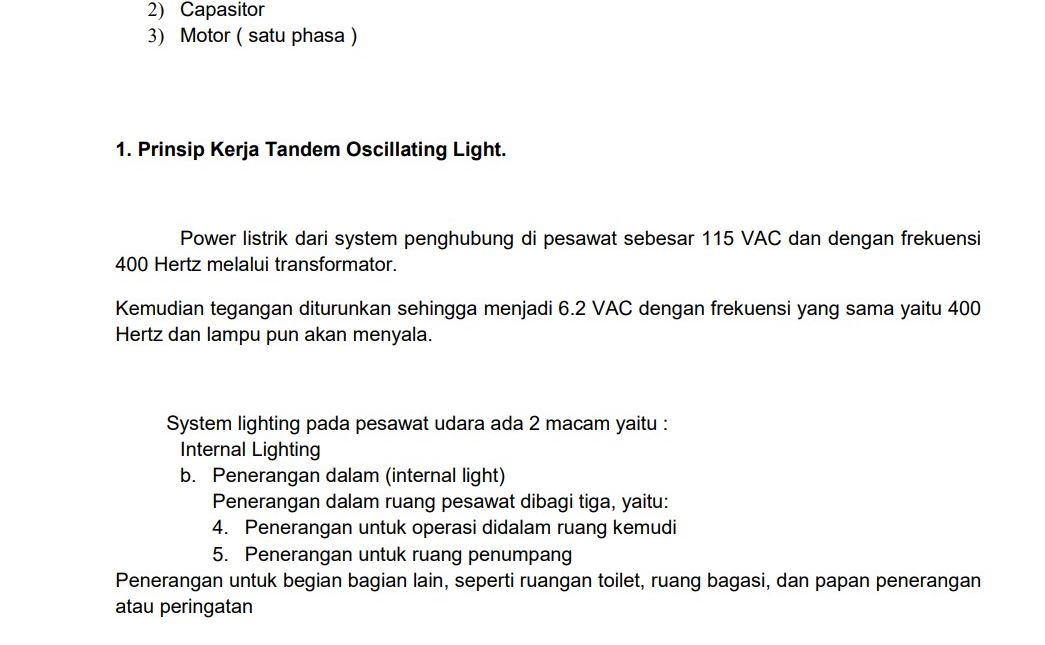 2) Capasitor
3) Motor ( satu phasa )
1. Prinsip Kerja Tandem Oscillating Light.
Power listrik dari system penghubung di pesawat sebesar 115 VAC dan dengan frekuensi
400 Hertz melalui transformator.
Kemudian tegangan diturunkan sehingga menjadi 6.2 VAC dengan frekuensi yang sama yaitu 400
Hertz dan lampu pun akan menyala.
System lighting pada pesawat udara ada 2 macam yaitu :
Internal Lighting
b. Penerangan dalam (internal light)
Penerangan dalam ruang pesawat dibagi tiga, yaitu:
4. Penerangan untuk operasi didalam ruang kemudi
5. Penerangan untuk ruang penumpang
Penerangan untuk begian bagian lain, seperti ruangan toilet, ruang bagasi, dan papan penerangan
atau peringatan